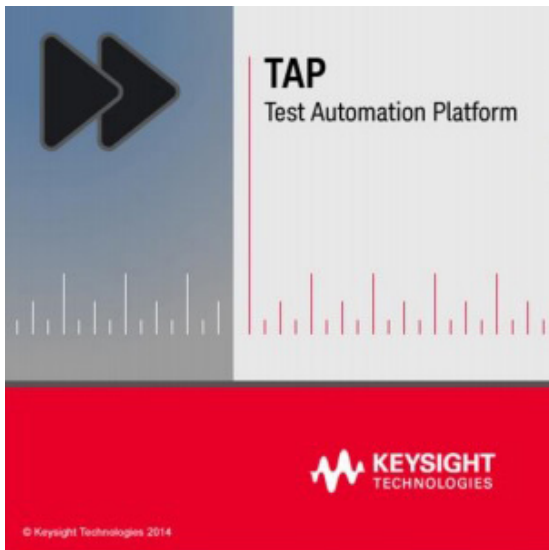 TAP
Test Automation Platform
KEYSIGHT
TECHNOLOGIES
© Keysight Technologies 2014